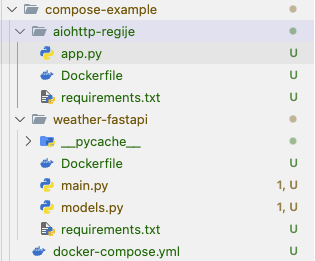 compose-example
aiohttp-regije
app.py U
Dockerfile U
requirements.txt U
weather-fastapi
__pycache__
Dockerfile U
main.py 1, U
models.py 1, U
requirements.txt U
docker-compose.yml U